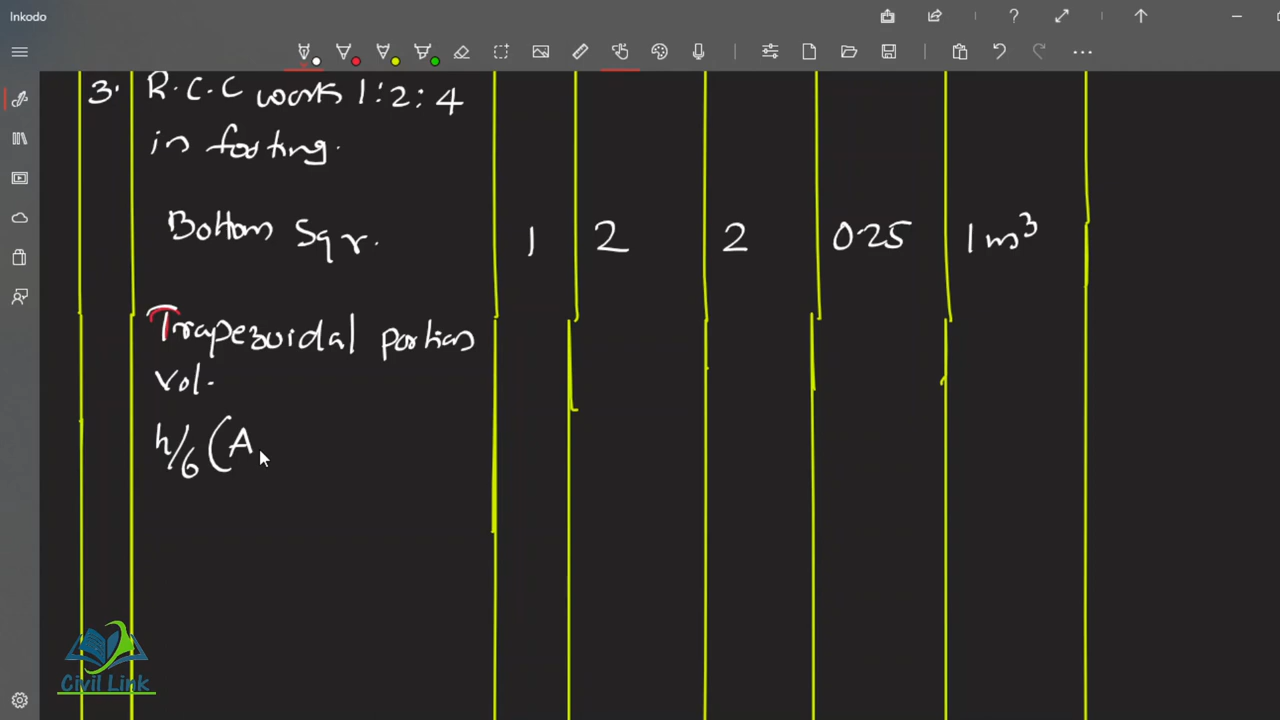 Inkodo
3. R.C.C works 1:2:4
in footing.
Bottom Sqr. 1 2 2 0.25 1m³
Trapezoidal portion
Vol.
h/6 (A
Civil Link